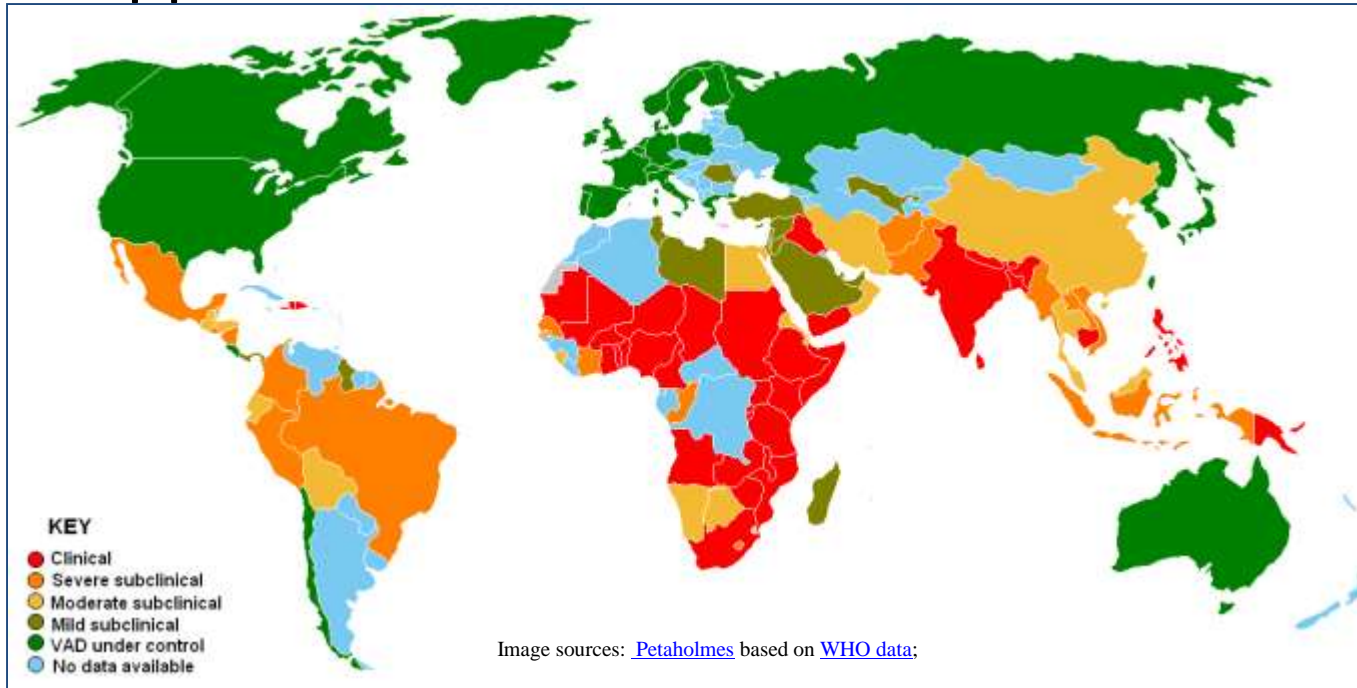 KEY
Clinical
Severe subclinical
Moderate subclinical
Mild subclinical
VAD under control
No data available
Image sources: Petaholmes based on WHO data;